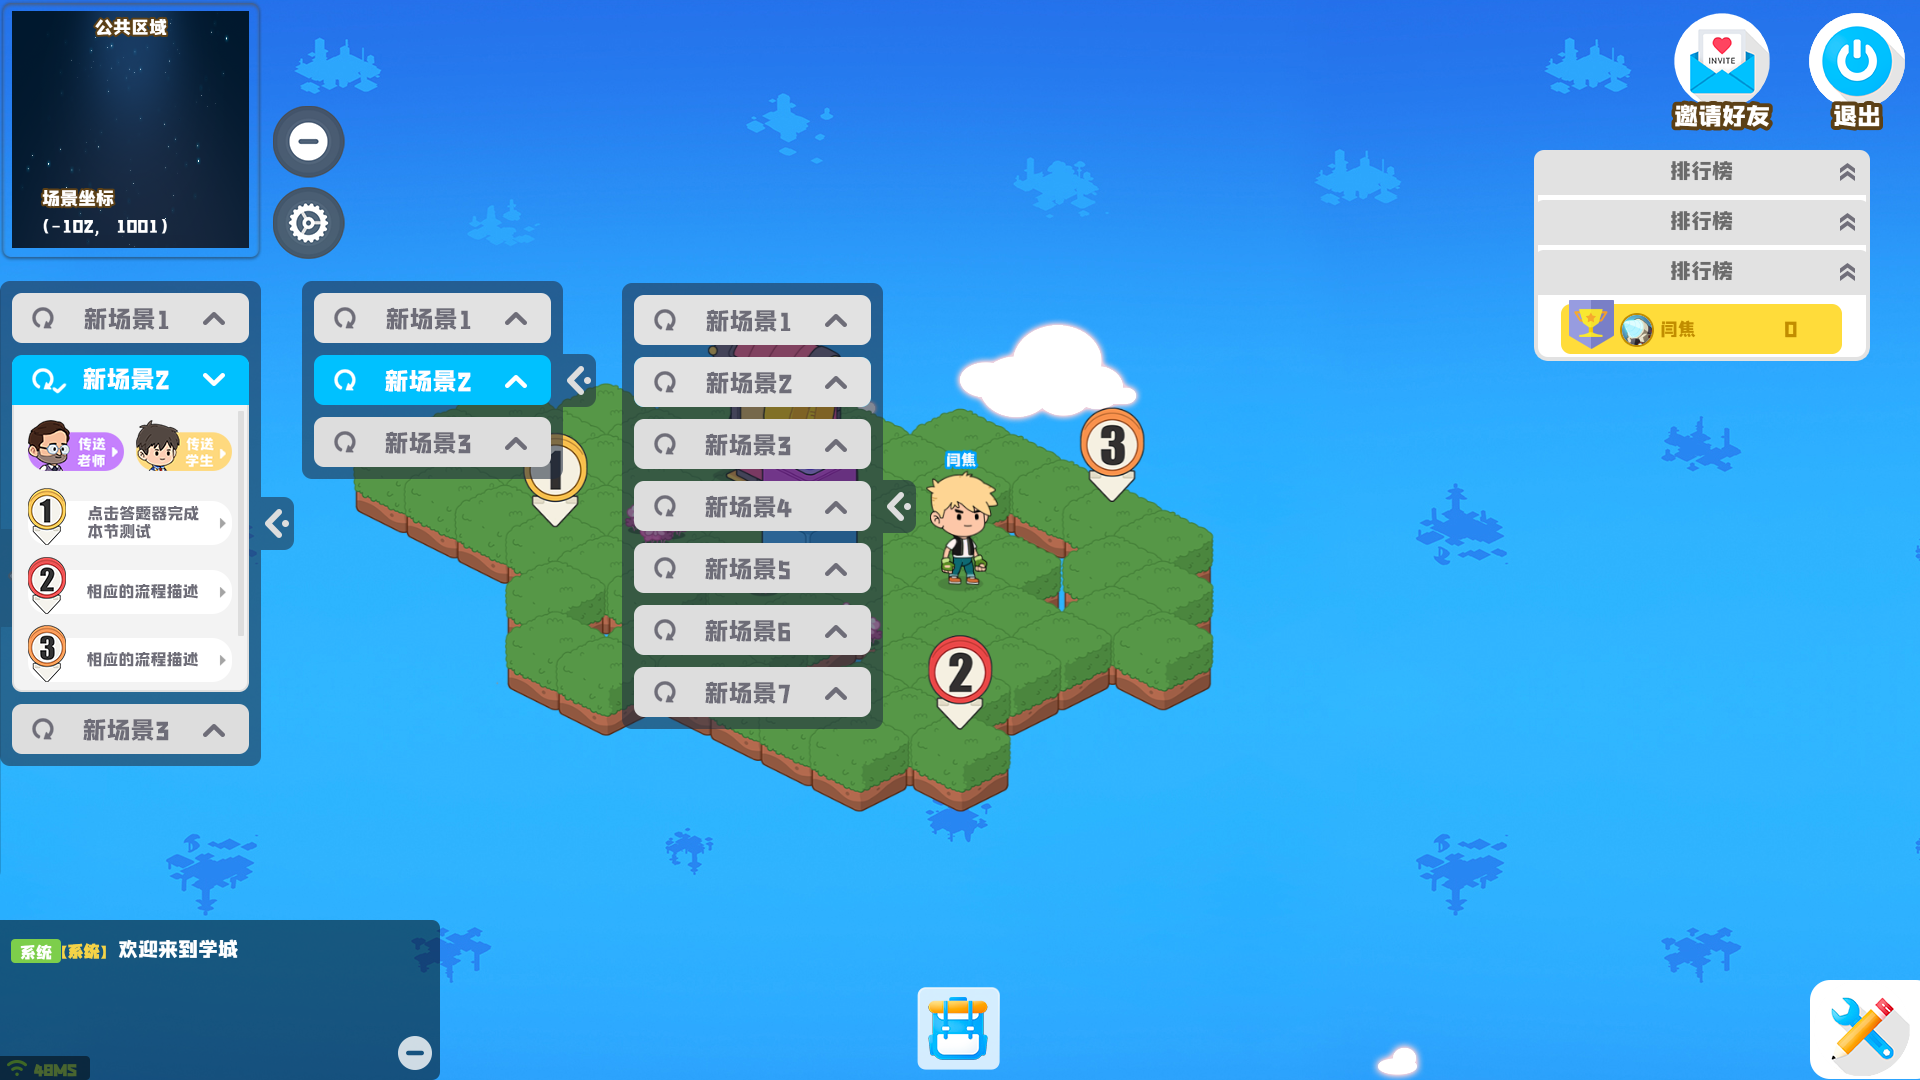 公共区域
场景坐标
(-102, 1001)
INVITE
邀请好友
退出
排行榜
排行榜
排行榜
闫焦 0
新场景1
新场景2
传送老师
传送学生
1
点击答题器完成
本节测试
2
相应的流程描述
3
相应的流程描述
新场景3
新场景1
新场景2
新场景3
新场景1
新场景2
新场景3
新场景4
新场景5
新场景6
新场景7
1
闫焦
3
2
系统【系统】 欢迎来到学城
48MS